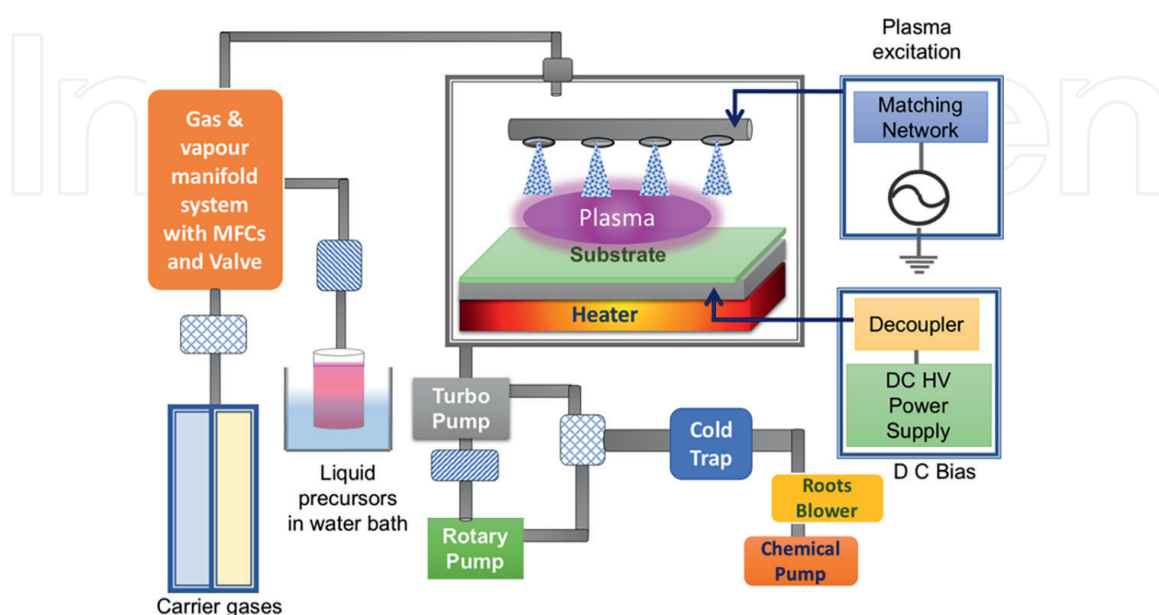 Plasma
excitation
Gas &
vapour
manifold
system
with MFCs
and Valve
Matching
Network
Plasma
Substrate
Heater
Decoupler
DC HV
Power
Supply
D C Bias
Turbo
Pump
Cold
Trap
Liquid
precursors
in water bath
Roots
Blower
Rotary
Pump
Chemical
Pump
Carrier gases